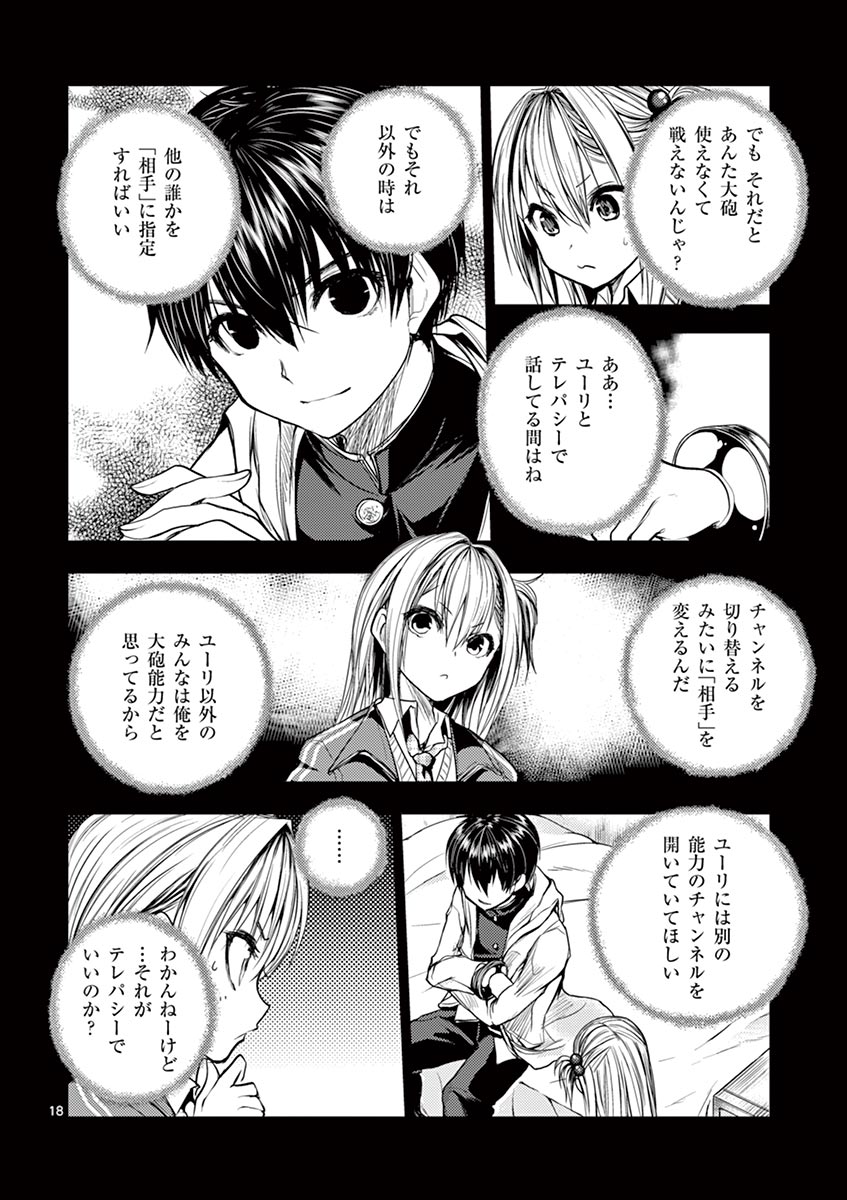 でも それだと
あんた大砲
使えなくて
戦えないんじゃ?
ああ…
ユーリと
テレパシーで
話してる間はね
でもそれ
以外の時は
他の誰かを
「相手」に指定
すればいい
チャンネルを
切り替える
みたいに「相手」を
変えるんだ
ユーリ以外の
みんなは俺を
大砲能力だと
思ってるから
ユーリには別の
能力のチャンネルを
開いていてほしい
……
わかんねーけど
…それが
テレパシーで
いいのか?
18